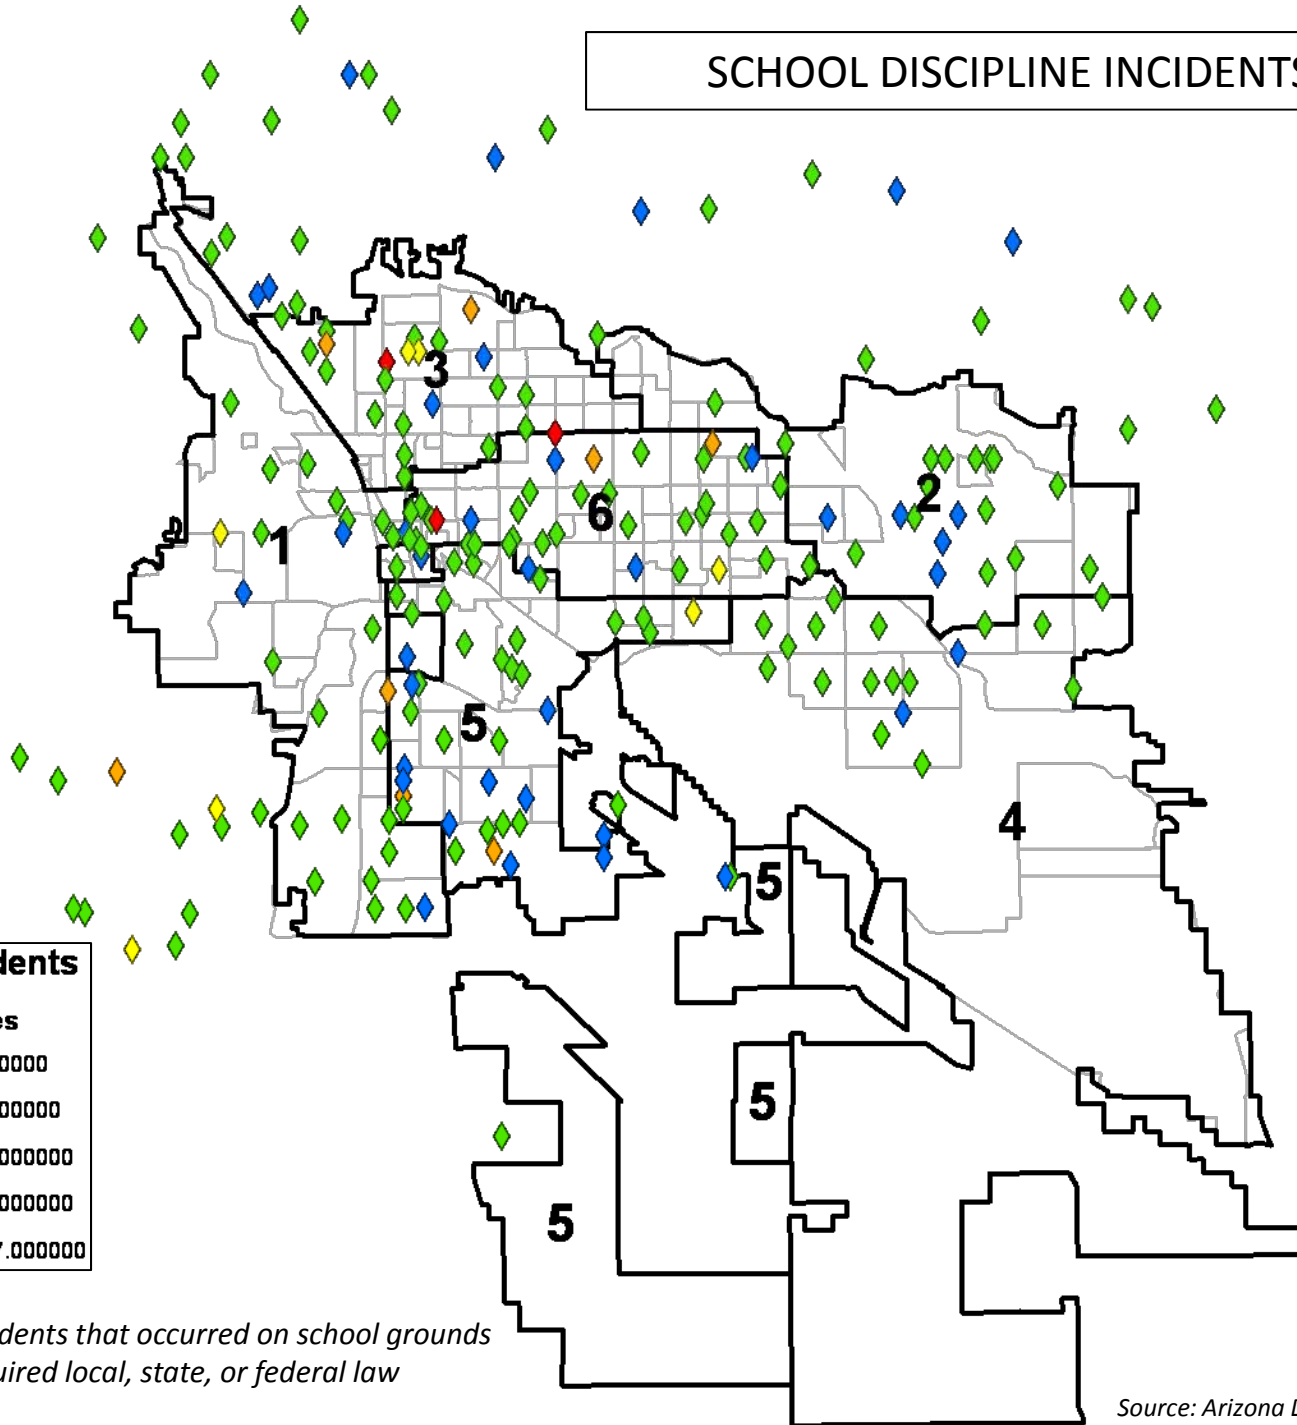 SCHOOL DISCIPLINE INCIDENTS
3
2
6
1
5
4
5
5
5
dents
es
0000
00000
000000
000000
7.000000
dents that occurred on school grounds
uired local, state, or federal law
Source: Arizona D